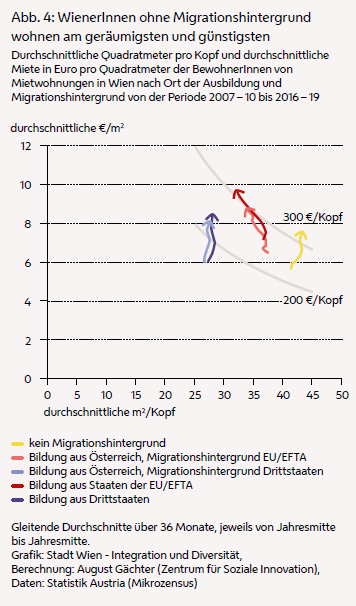 Abb. 4: WienerInnen ohne Migrationshintergrund
wohnen am geräumigsten und günstigsten
Durchschnittliche Quadratmeter pro Kopf und durchschnittliche
Miete in Euro pro Quadratmeter der BewohnerInnen von
Mietwohnungen in Wien nach Ort der Ausbildung und
Migrationshintergrund von der Periode 2007 – 10 bis 2016 – 19
durchschnittliche €/m²
12
10
8
6
4
2
0
300 €/Kopf
200 €/Kopf
0 5 10 15 20 25 30 35 40 45 50
durchschnittliche m²/Kopf
kein Migrationshintergrund
Bildung aus Österreich, Migrationshintergrund EU/EFTA
Bildung aus Österreich, Migrationshintergrund Drittstaaten
Bildung aus Staaten der EU/EFTA
Bildung aus Drittstaaten
Gleitende Durchschnitte über 36 Monate, jeweils von Jahresmitte
bis Jahresmitte.
Grafik: Stadt Wien - Integration und Diversität,
Berechnung: August Gächter (Zentrum für Soziale Innovation),
Daten: Statistik Austria (Mikrozensus)